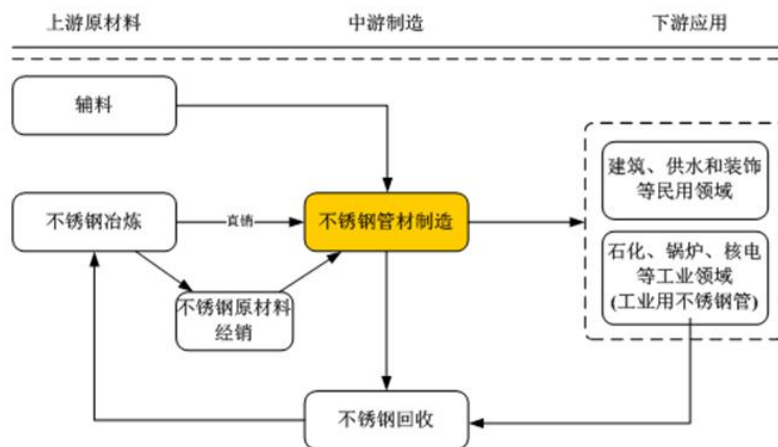 上游原材料
中游制造
下游应用
辅料
建筑、供水和装饰
等民用领域
不锈钢冶炼
直销
不锈钢管材制造
石化、锅炉、核电
等工业领域
(工业用不锈钢管)
不锈钢原材料
经销
不锈钢回收